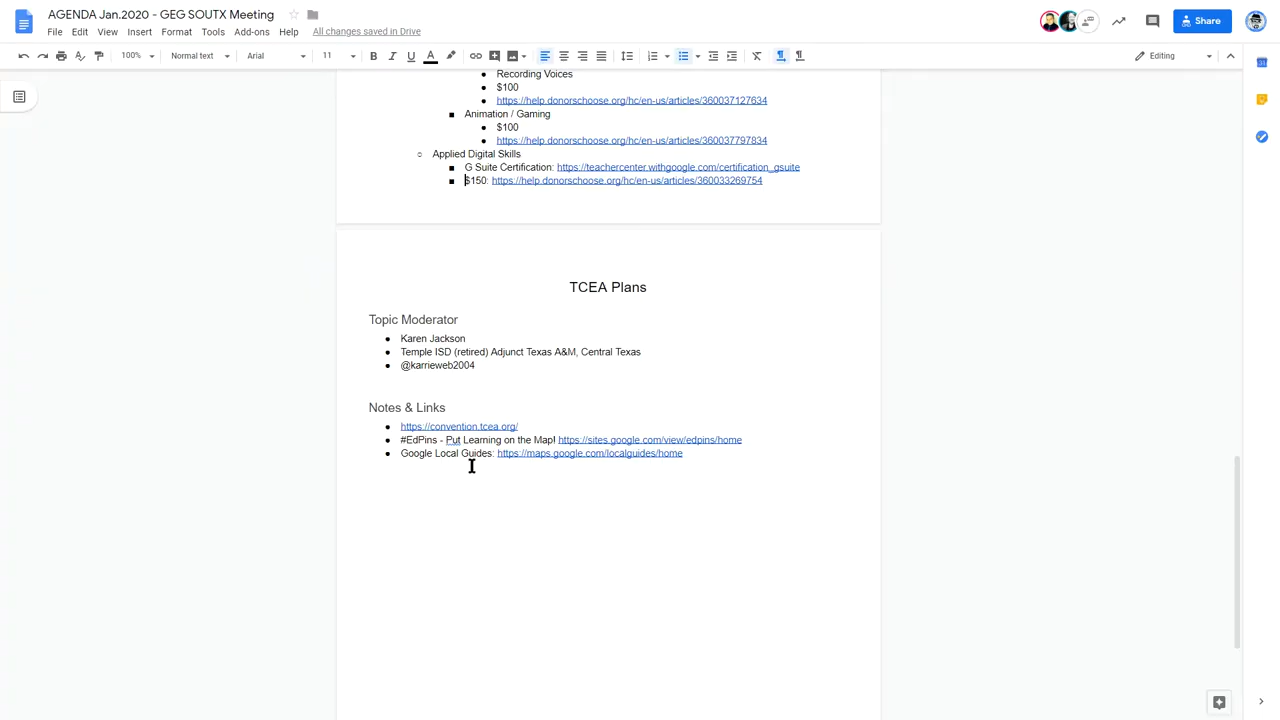 AGENDA Jan.2020 - GEG SOUTX Meeting
File Edit View Insert Format Tools Add-ons Help All changes saved in Drive
Share
100% Normal text Arial 11 B I U A Editing
Recording Voices
$100
https://help.donorschoose.org/hc/en-us/articles/360037127634
Animation / Gaming
$100
https://help.donorschoose.org/hc/en-us/articles/360037797834
Applied Digital Skills
G Suite Certification: https://teachercenter.withgoogle.com/certification_gsuite
$150: https://help.donorschoose.org/hc/en-us/articles/360033269754
TCEA Plans
Topic Moderator
Karen Jackson
Temple ISD (retired) Adjunct Texas A&M, Central Texas
@karrieweb2004
Notes & Links
https://convention.tcea.org/
#EdPins - Put Learning on the Map! https://sites.google.com/view/edpins/home
Google Local Guides: https://maps.google.com/localguides/home